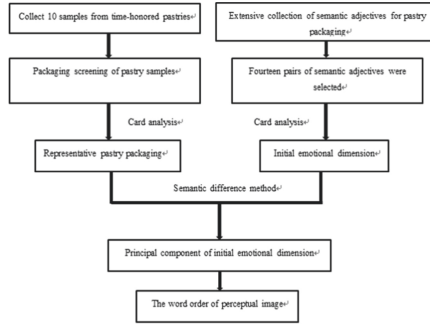 Collect 10 samples from time-honored pastries
Extensive collection of semantic adjectives for pastry
packaging
Packaging screening of pastry samples
Fourteen pairs of semantic adjectives were
selected
Card analysis
Card analysis
Representative pastry packaging
Initial emotional dimension
Semantic difference method
Principal component of initial emotional dimension
The word order of perceptual image